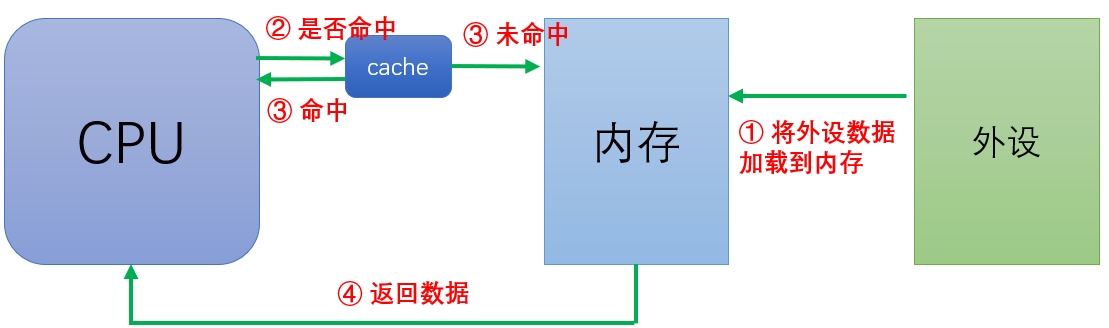 ② 是否命中
③ 未命中
cache
③ 命中
CPU
内存
① 将外设数据
加载到内存
外设
④ 返回数据